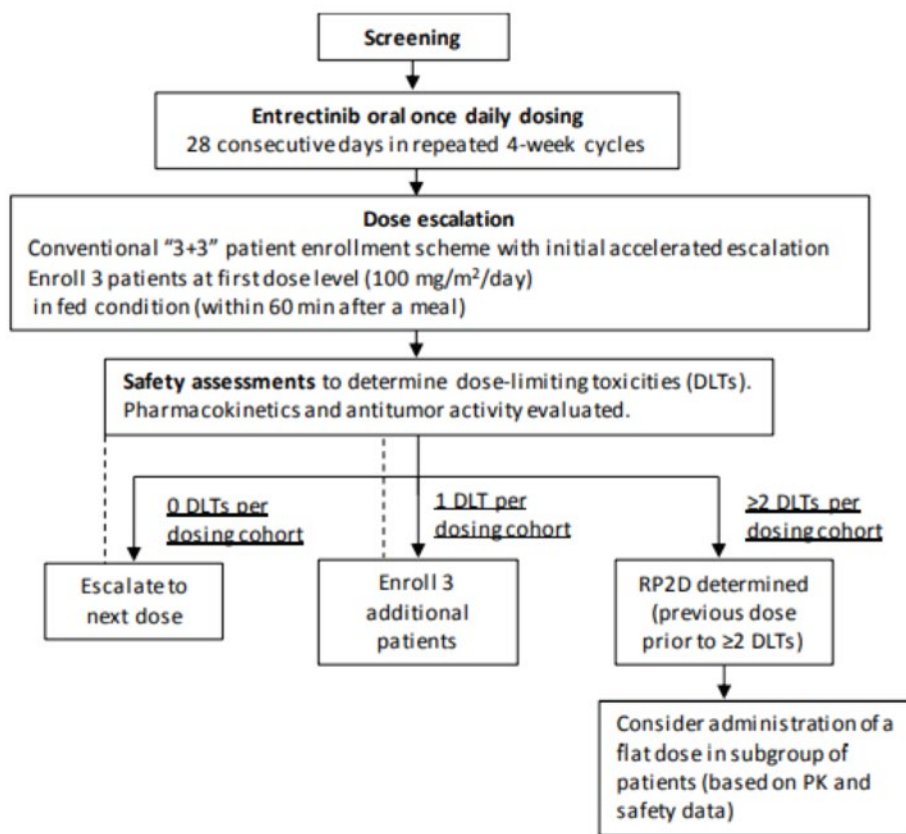 Screening
Entrectinib oral once daily dosing
28 consecutive days in repeated 4-week cycles
Dose escalation
Conventional “3+3” patient enrollment scheme with initial accelerated escalation
Enroll 3 patients at first dose level (100 mg/m²/day)
in fed condition (within 60 min after a meal)
Safety assessments to determine dose-limiting toxicities (DLTs).
Pharmacokinetics and antitumor activity evaluated.
0 DLTs per
dosing cohort
1 DLT per
dosing cohort
≥2 DLTs per
dosing cohort
Escalate to
next dose
Enroll 3
additional
patients
RP2D determined
(previous dose
prior to ≥2 DLTs)
Consider administration of a
flat dose in subgroup of
patients (based on PK and
safety data)